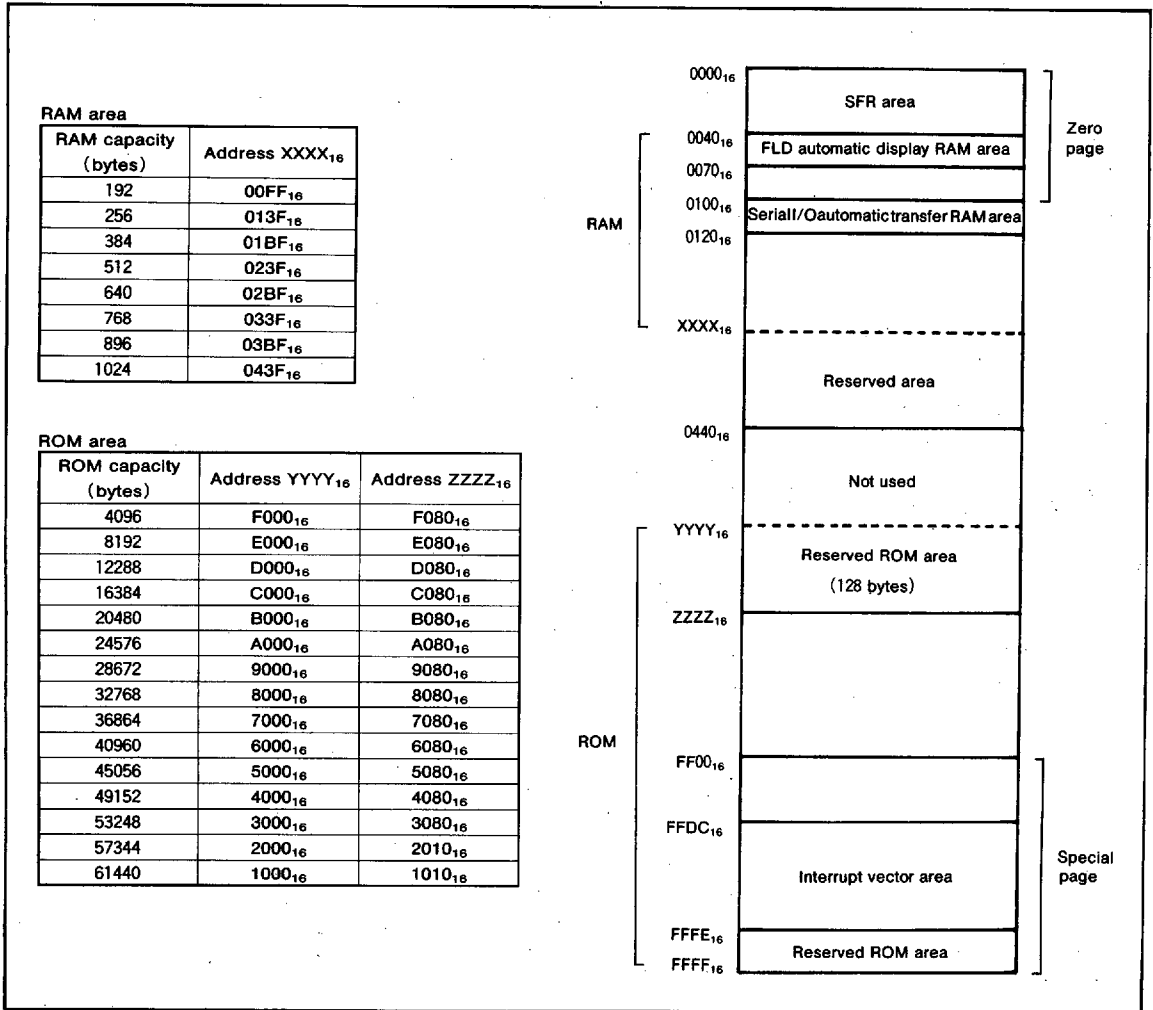 RAM area
RAM capacity (bytes) Address XXXX₁₆
192 00FF₁₆
256 013F₁₆
384 01BF₁₆
512 023F₁₆
640 02BF₁₆
768 033F₁₆
896 03BF₁₆
1024 043F₁₆
ROM area
ROM capacity (bytes) Address YYYY₁₆ Address ZZZZ₁₆
4096 F000₁₆ F080₁₆
8192 E000₁₆ E080₁₆
12288 D000₁₆ D080₁₆
16384 C000₁₆ C080₁₆
20480 B000₁₆ B080₁₆
24576 A000₁₆ A080₁₆
28672 9000₁₆ 9080₁₆
32768 8000₁₆ 8080₁₆
36864 7000₁₆ 7080₁₆
40960 6000₁₆ 6080₁₆
45056 5000₁₆ 5080₁₆
49152 4000₁₆ 4080₁₆
53248 3000₁₆ 3080₁₆
57344 2000₁₆ 2010₁₆
61440 1000₁₆ 1010₁₆
0000₁₆
SFR area
Zero page
0040₁₆
FLD automatic display RAM area
0070₁₆
0100₁₆
SerialI/Oautomatictransfer RAM area
RAM
0120₁₆
XXXX₁₆
Reserved area
0440₁₆
Not used
YYYY₁₆
Reserved ROM area
(128 bytes)
ZZZZ₁₆
ROM
FF00₁₆
FFDC₁₆
Interrupt vector area
Special page
FFFE₁₆
Reserved ROM area
FFFF₁₆